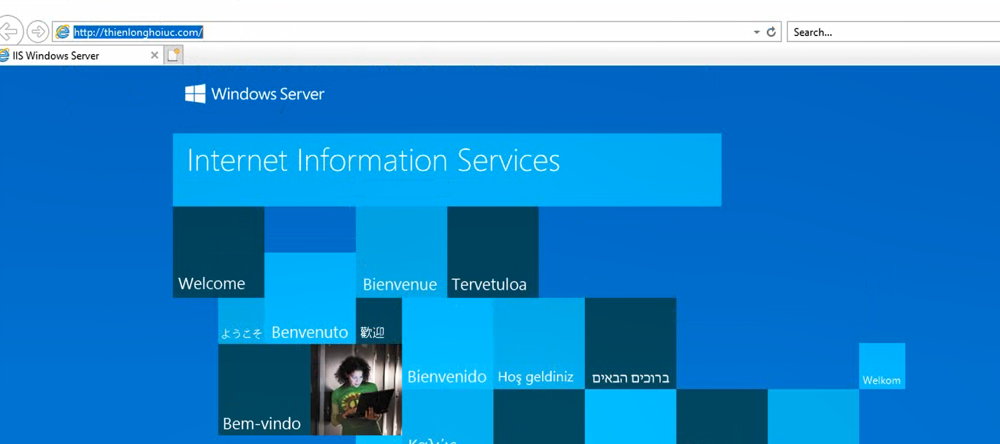 http://thienlonghoiuc.com/
Search...
IIS Windows Server
Windows Server
Internet Information Services
Welcome
Bienvenue
Tervetuloa
ようこそ
Benvenuto
歡迎
Bienvenido
Hoş geldiniz
ברוכים הבאים
Welkom
Bem-vindo